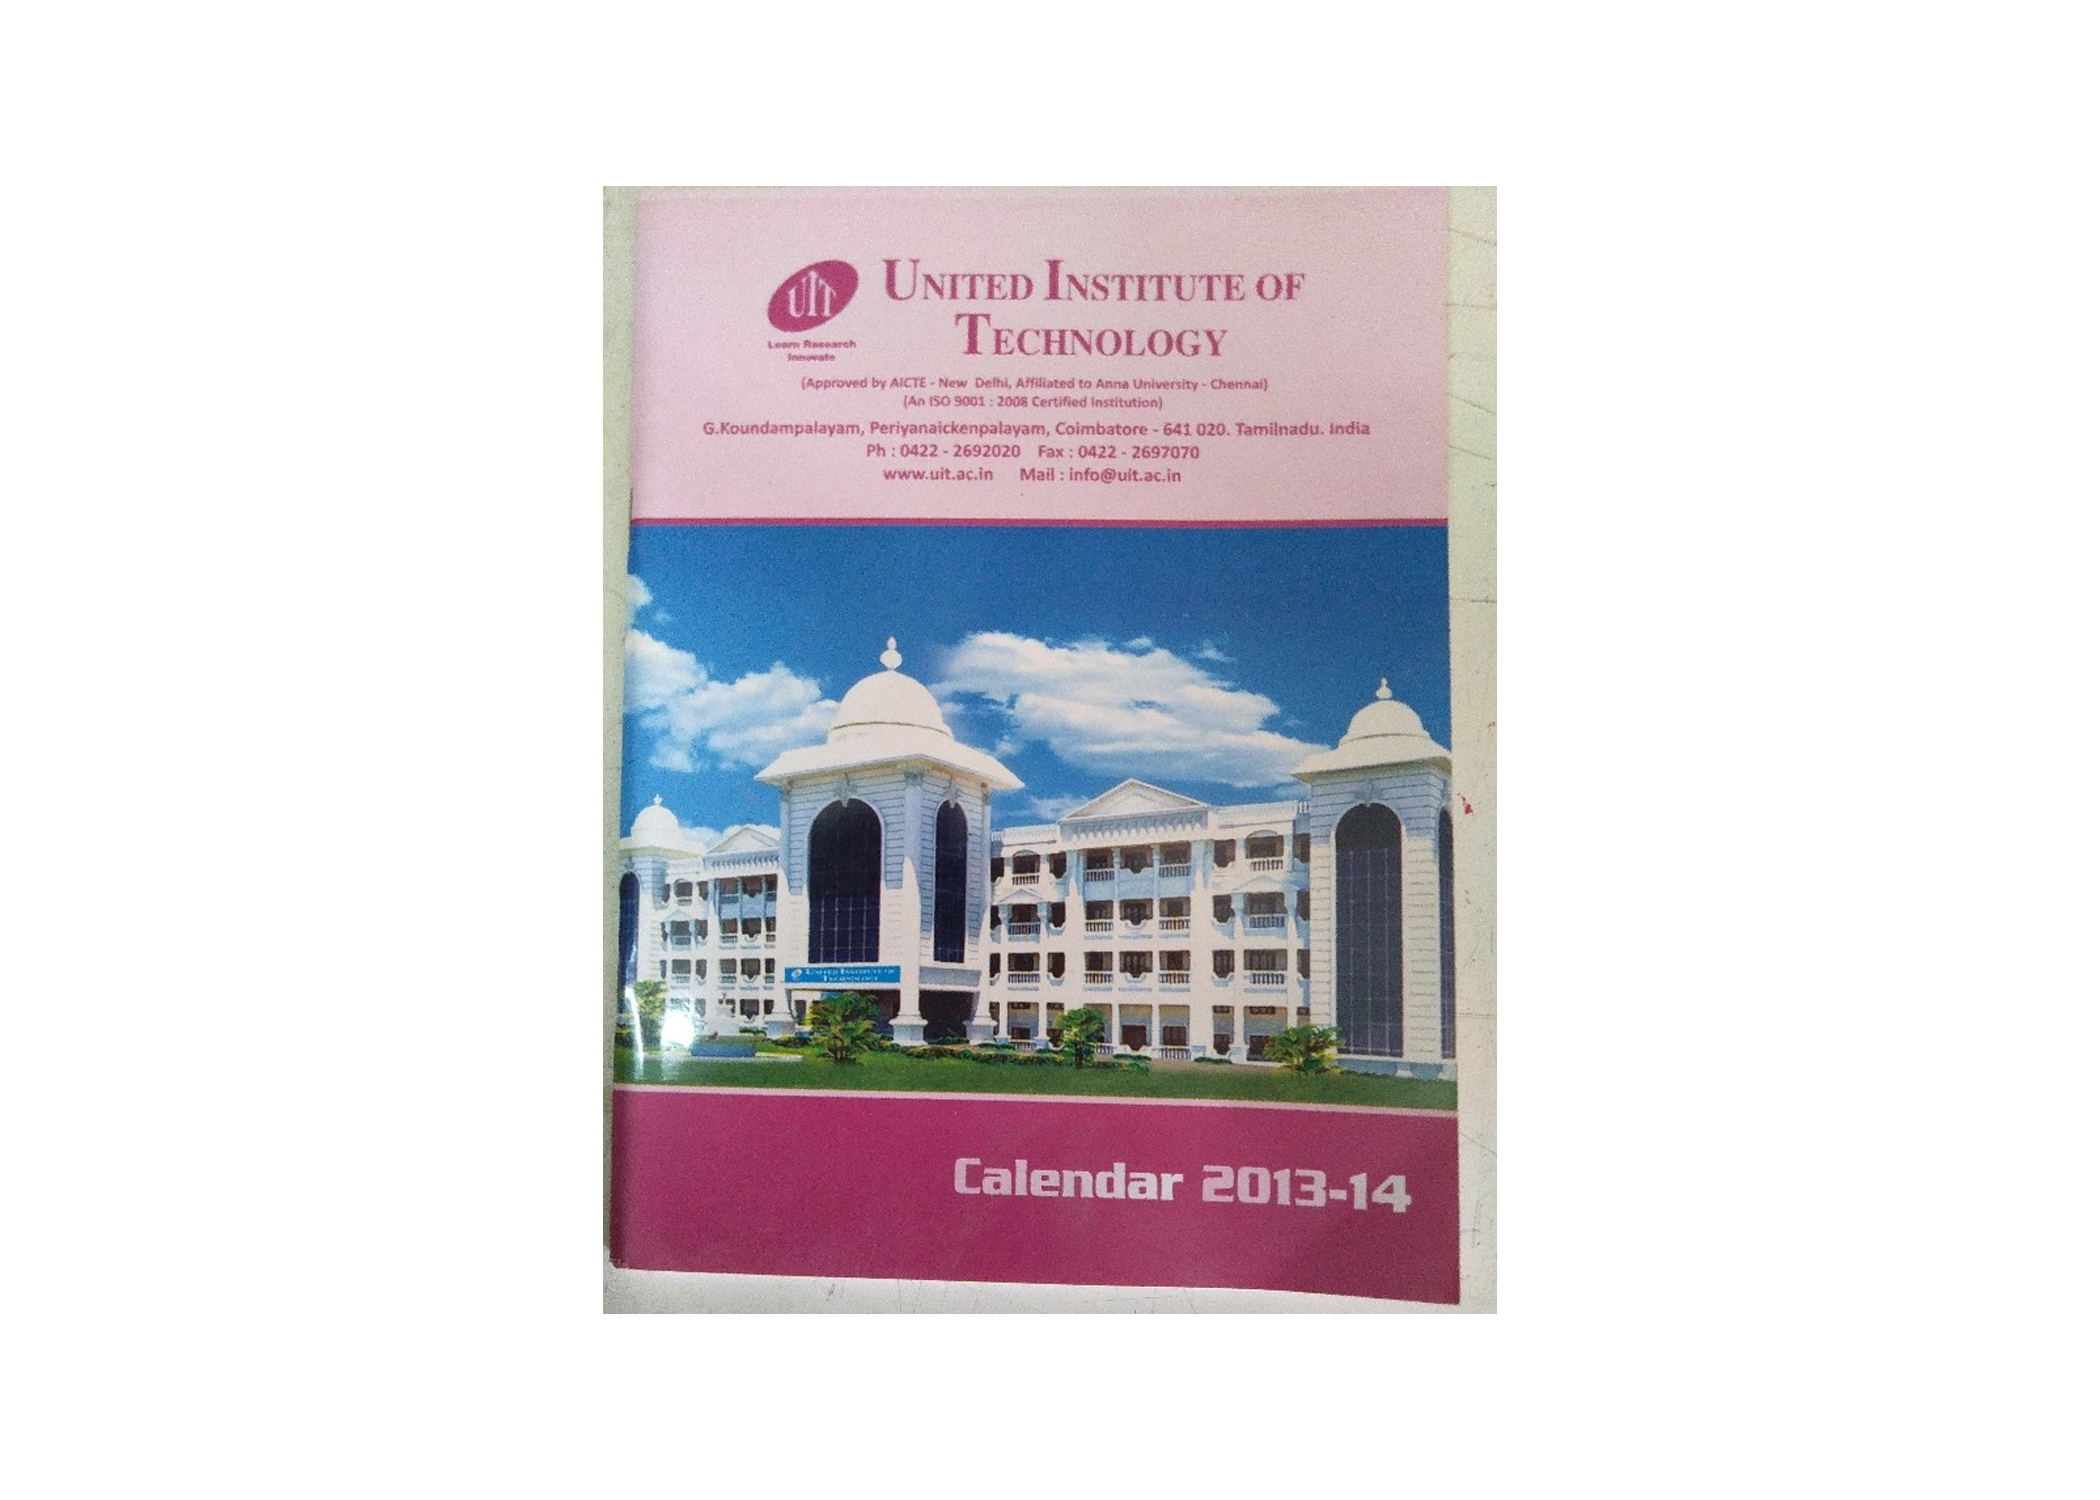 UIT
Learn Research
Innovate
UNITED INSTITUTE OF
TECHNOLOGY
(Approved by AICTE - New Delhi, Affiliated to Anna University - Chennai)
(An ISO 9001 : 2008 Certified Institution)
G.Koundampalayam, Periyanaickenpalayam, Coimbatore - 641 020. Tamilnadu. India
Ph : 0422 - 2692020 Fax : 0422 - 2697070
www.uit.ac.in Mail : info@uit.ac.in
UNITED INSTITUTE OF
TECHNOLOGY
Calendar 2013-14